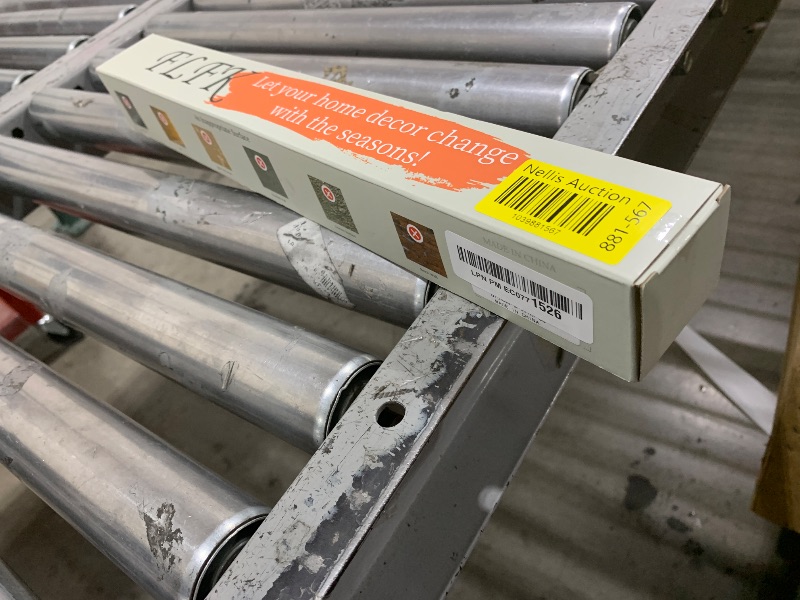 FLFK
Let your home decor change
with the seasons!
Nellis Auction
1039881567
881-567
MADE IN CHINA
LPN PM EC077 1526